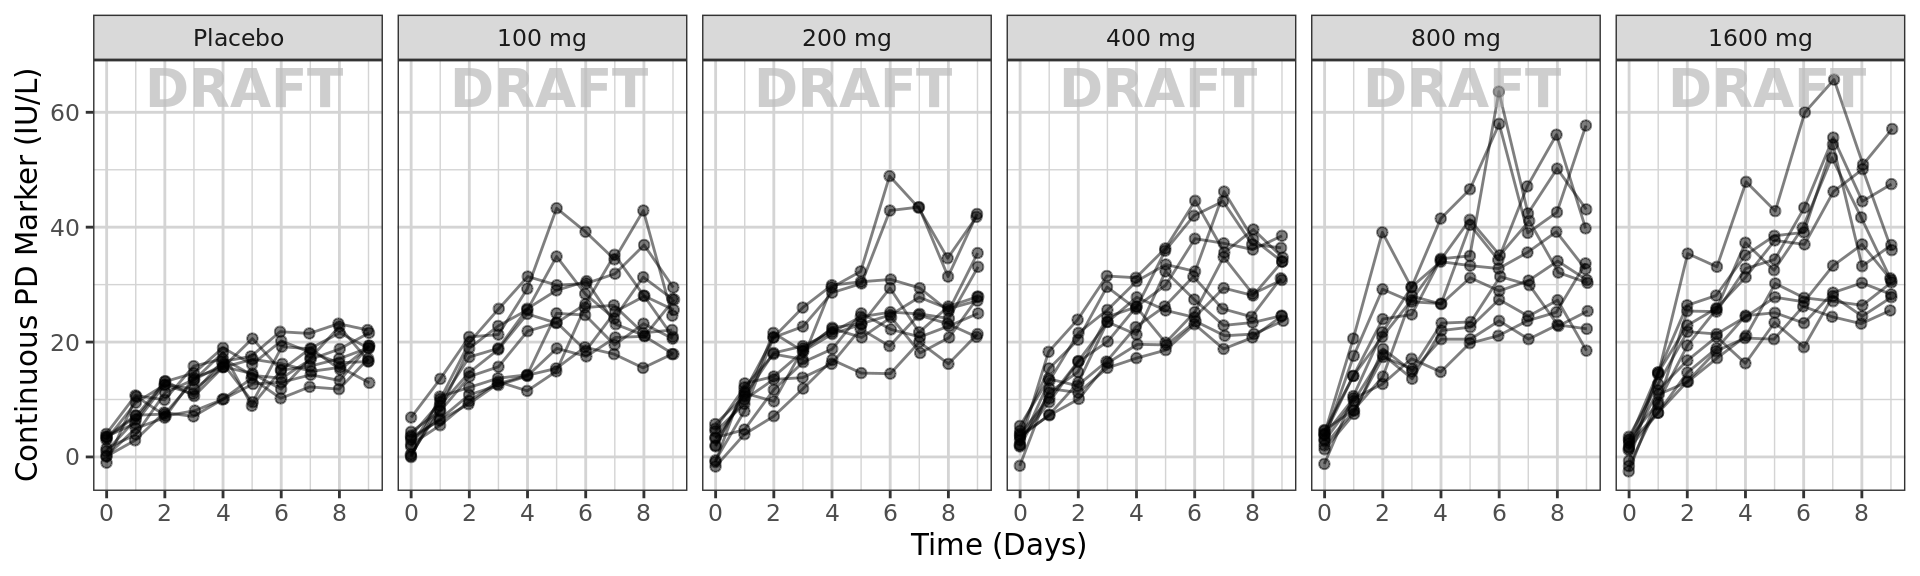 Placebo 100 mg 200 mg 400 mg 800 mg 1600 mg
DRAFT DRAFT DRAFT DRAFT DRAFT DRAFT
Continuous PD Marker (IU/L)
60
40
20
0
0 2 4 6 8 0 2 4 6 8 0 2 4 6 8 0 2 4 6 8 0 2 4 6 8 0 2 4 6 8
Time (Days)